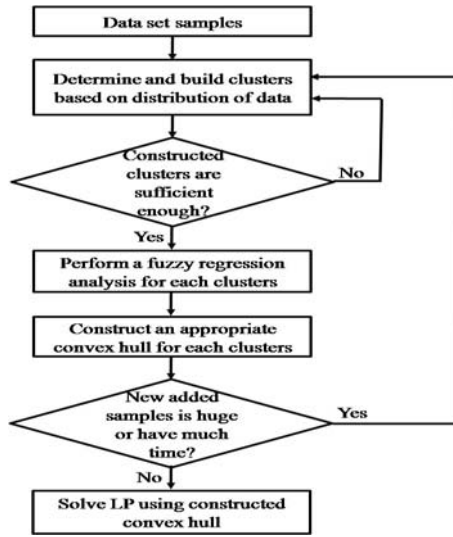 Data set samples
Determine and build clusters
based on distribution of data
Constructed
clusters are
sufficient
enough?
No
Yes
Perform a fuzzy regression
analysis for each clusters
Construct an appropriate
convex hull for each clusters
New added
samples is huge
or have much
time?
Yes
No
Solve LP using constructed
convex hull